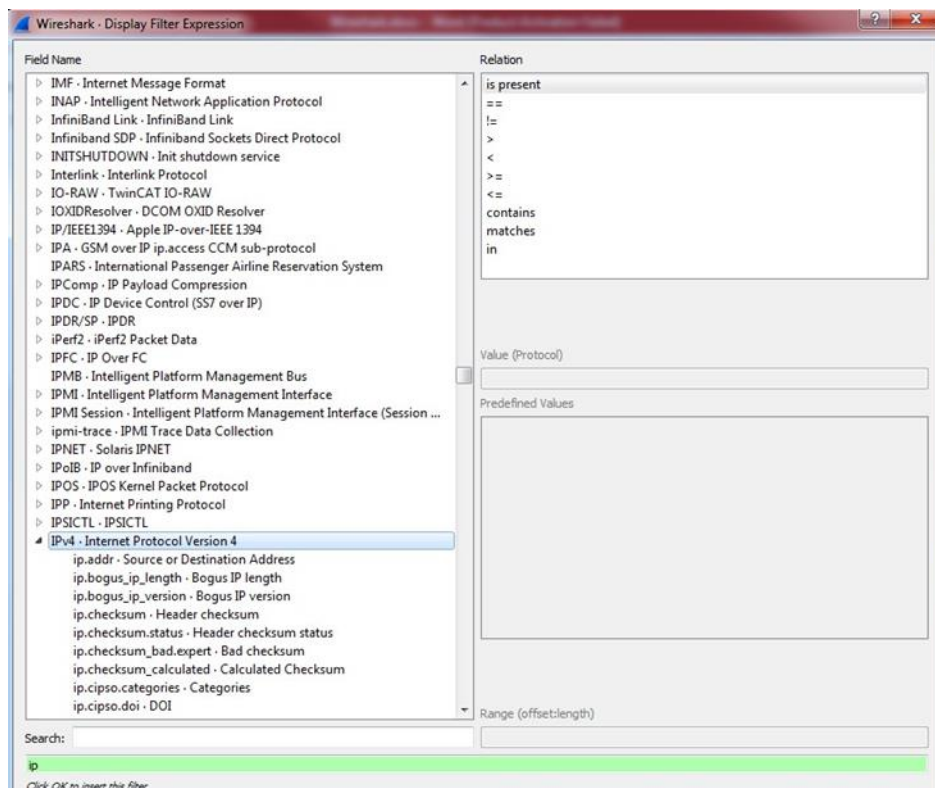 Wireshark · Display Filter Expression
Field Name
IMF · Internet Message Format
INAP · Intelligent Network Application Protocol
InfiniBand Link · InfiniBand Link
Infiniband SDP · Infiniband Sockets Direct Protocol
INITSHUTDOWN · Init shutdown service
Interlink · Interlink Protocol
IO-RAW · TwinCAT IO-RAW
IOXIDResolver · DCOM OXID Resolver
IP/IEEE1394 · Apple IP-over-IEEE 1394
IPA · GSM over IP ip.access CCM sub-protocol
IPARS · International Passenger Airline Reservation System
IPComp · IP Payload Compression
IPDC · IP Device Control (SS7 over IP)
IPDR/SP · IPDR
iPerf2 · iPerf2 Packet Data
IPFC · IP Over FC
IPMB · Intelligent Platform Management Bus
IPMI · Intelligent Platform Management Interface
IPMI Session · Intelligent Platform Management Interface (Session ...
ipmi-trace · IPMI Trace Data Collection
IPNET · Solaris IPNET
IPoIB · IP over Infiniband
IPOS · IPOS Kernel Packet Protocol
IPP · Internet Printing Protocol
IPSICTL · IPSICTL
IPv4 · Internet Protocol Version 4
ip.addr · Source or Destination Address
ip.bogus_ip_length · Bogus IP length
ip.bogus_ip_version · Bogus IP version
ip.checksum · Header checksum
ip.checksum.status · Header checksum status
ip.checksum_bad.expert · Bad checksum
ip.checksum_calculated · Calculated Checksum
ip.cipso.categories · Categories
ip.cipso.doi · DOI
Search:
Relation
is present
==
!=
>
<
>=
<=
contains
matches
in
Value (Protocol)
Predefined Values
Range (offset:length)
ip
Click OK to insert this filter